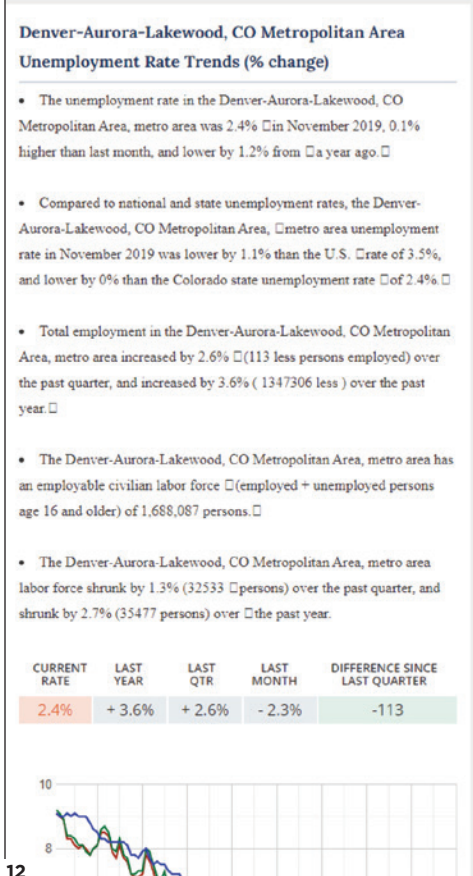 Denver-Aurora-Lakewood, CO Metropolitan Area
Unemployment Rate Trends (% change)
• The unemployment rate in the Denver-Aurora-Lakewood, CO
Metropolitan Area, metro area was 2.4% □in November 2019, 0.1%
higher than last month, and lower by 1.2% from □a year ago.□
• Compared to national and state unemployment rates, the Denver-
Aurora-Lakewood, CO Metropolitan Area, □metro area unemployment
rate in November 2019 was lower by 1.1% than the U.S. □rate of 3.5%,
and lower by 0% than the Colorado state unemployment rate □of 2.4%.□
• Total employment in the Denver-Aurora-Lakewood, CO Metropolitan
Area, metro area increased by 2.6% □(113 less persons employed) over
the past quarter, and increased by 3.6% ( 1347306 less ) over the past
year.□
• The Denver-Aurora-Lakewood, CO Metropolitan Area, metro area has
an employable civilian labor force □(employed + unemployed persons
age 16 and older) of 1,688,087 persons.□
• The Denver-Aurora-Lakewood, CO Metropolitan Area, metro area
labor force shrunk by 1.3% (32533 □persons) over the past quarter, and
shrunk by 2.7% (35477 persons) over □the past year.
CURRENT RATE LAST YEAR LAST QTR LAST MONTH DIFFERENCE SINCE LAST QUARTER
2.4% + 3.6% + 2.6% - 2.3% -113
10
8
12